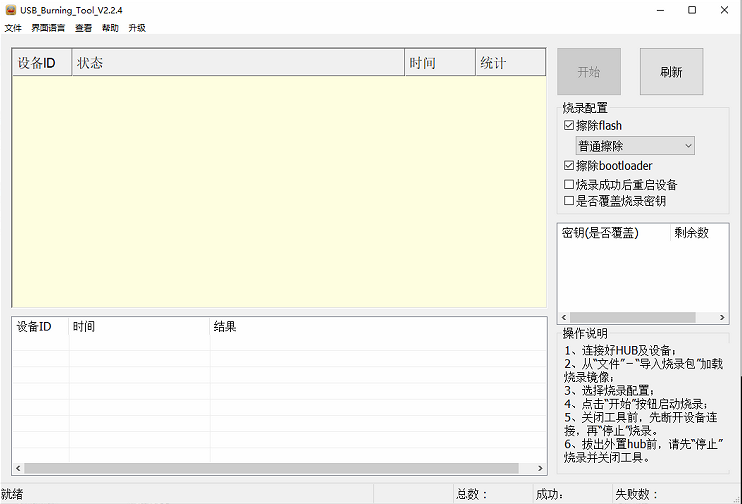 USB_Burning_Tool_V2.2.4
文件 界面语言 查看 帮助 升级
设备ID 状态 时间 统计
开始 刷新
烧录配置
擦除flash
普通擦除
擦除bootloader
烧录成功后重启设备
是否覆盖烧录密钥
密钥(是否覆盖) 剩余数
设备ID 时间 结果
操作说明
1、连接好HUB及设备；
2、从“文件”－“导入烧录包”加载
烧录镜像；
3、选择烧录配置；
4、点击“开始”按钮启动烧录；
5、关闭工具前，先断开设备连
接，再“停止”烧录。
6、拔出外置hub前，请先“停止”
烧录并关闭工具。
就绪 总数： 成功： 失败数：